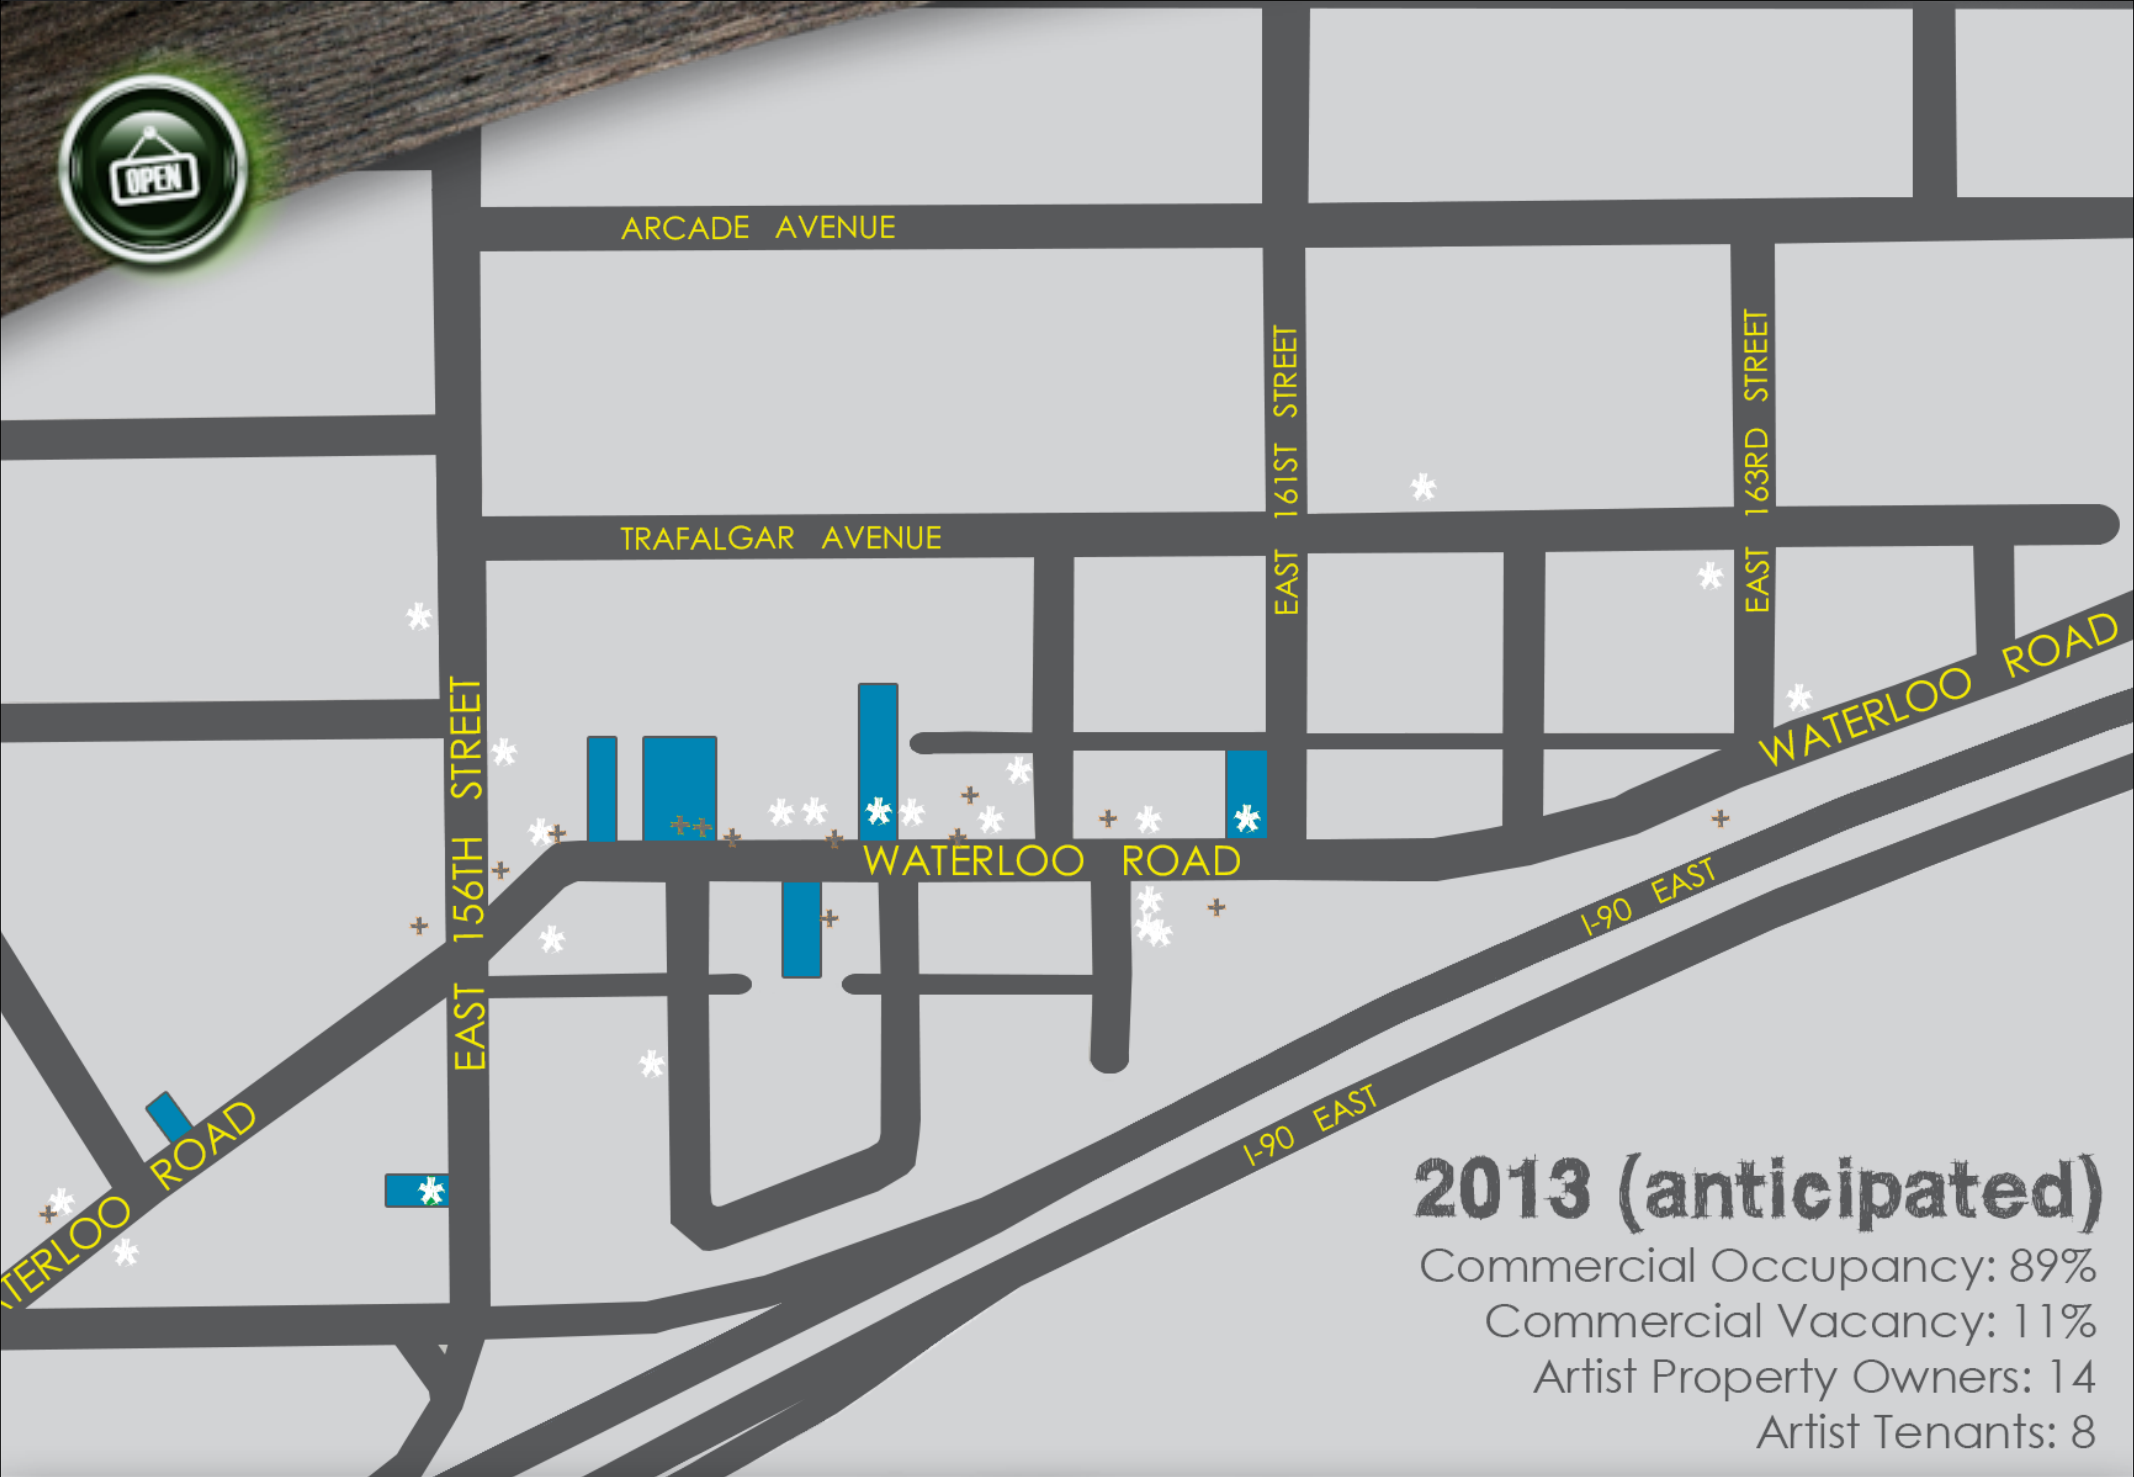 OPEN
ARCADE AVENUE
EAST 161ST STREET
EAST 163RD STREET
TRAFALGAR AVENUE
EAST 156TH STREET
WATERLOO ROAD
WATERLOO ROAD
I-90 EAST
I-90 EAST
ATERLOO ROAD
2013 (anticipated)
Commercial Occupancy: 89%
Commercial Vacancy: 11%
Artist Property Owners: 14
Artist Tenants: 8